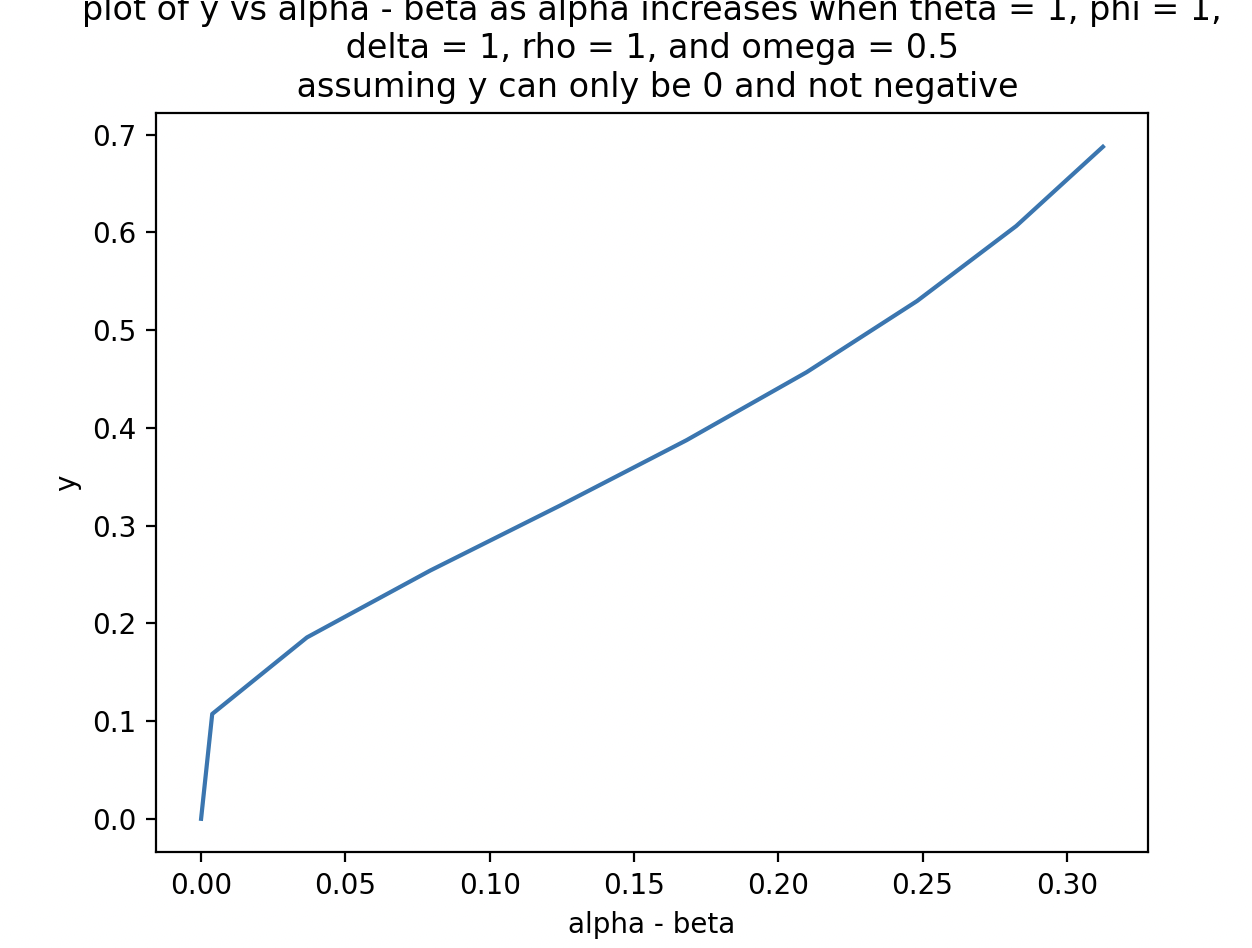 plot of y vs alpha - beta as alpha increases when theta = 1, phi = 1,
delta = 1, rho = 1, and omega = 0.5
assuming y can only be 0 and not negative
0.7
0.6
0.5
0.4
0.3
0.2
0.1
0.0
y
0.00 0.05 0.10 0.15 0.20 0.25 0.30
alpha - beta